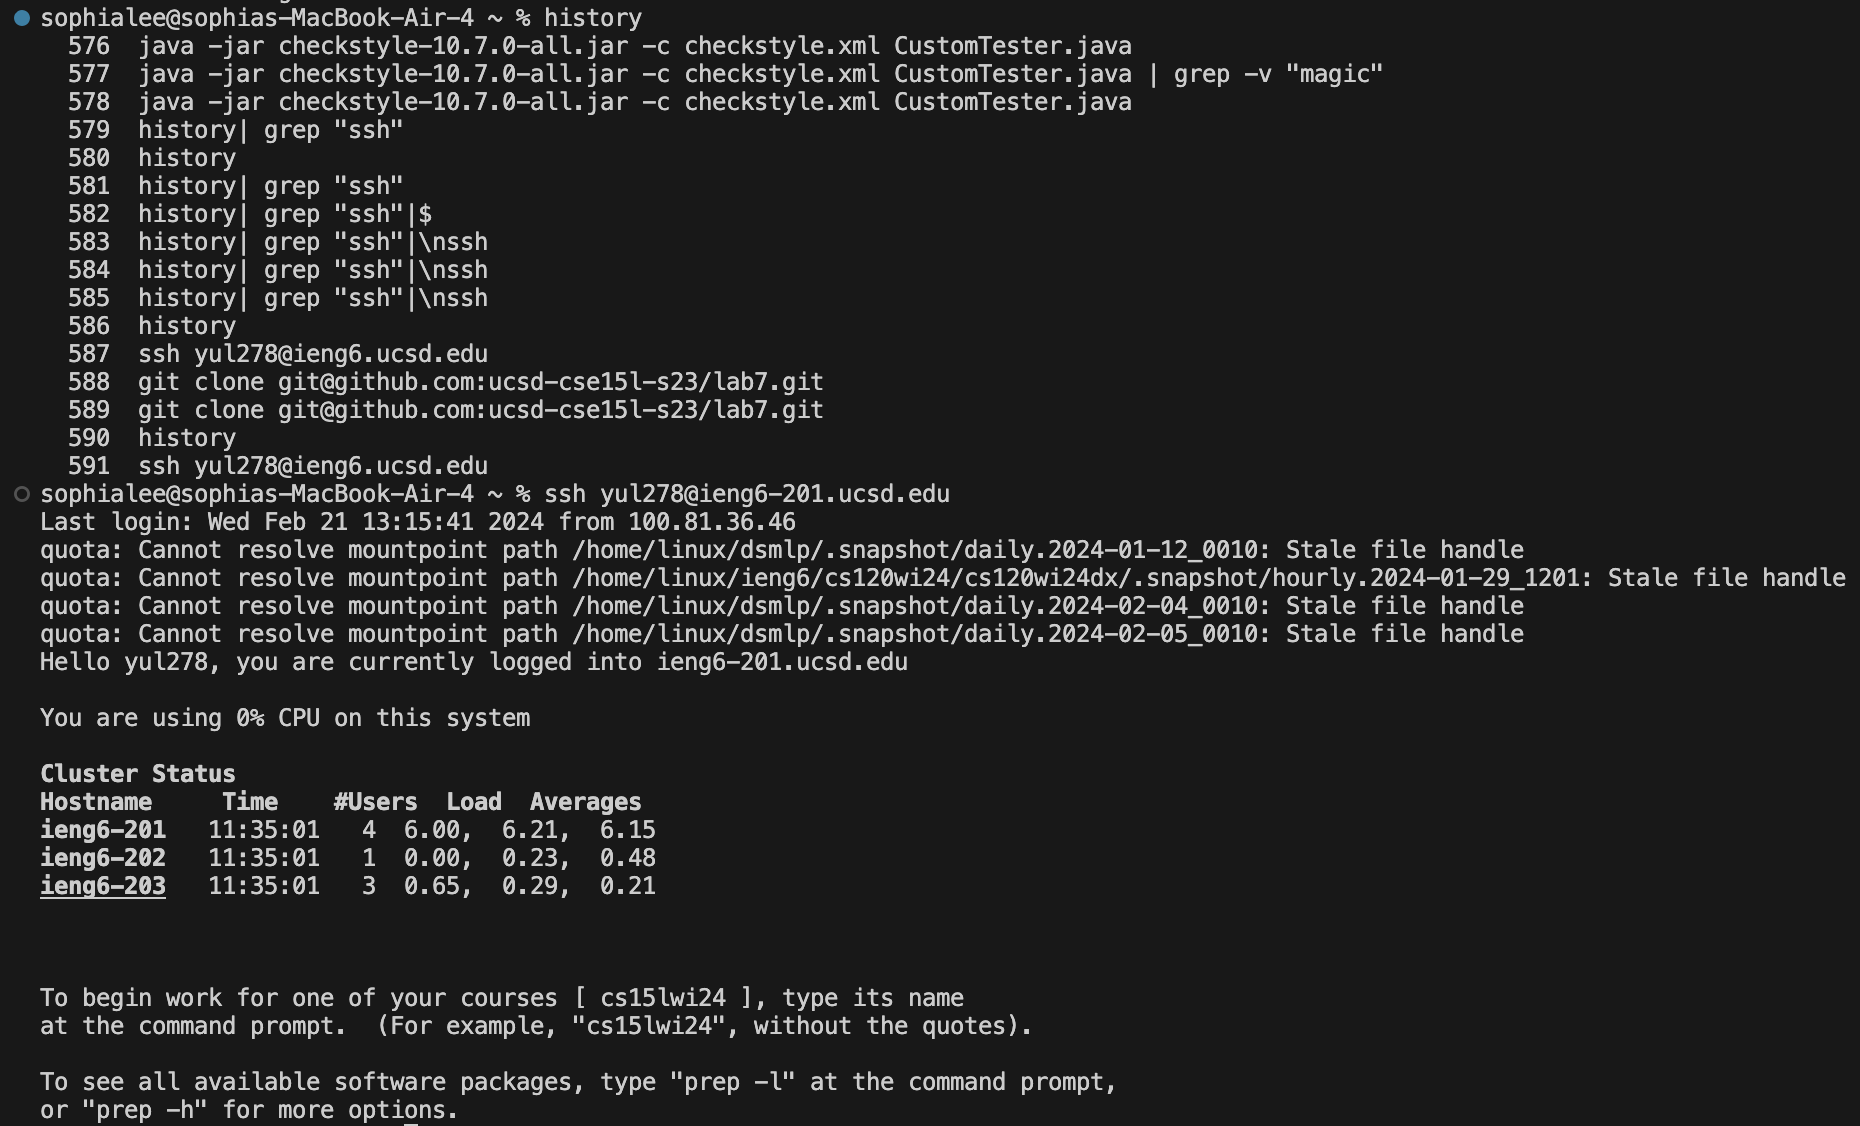 sophialee@sophias-MacBook-Air-4 ~ % history
576  java -jar checkstyle-10.7.0-all.jar -c checkstyle.xml CustomTester.java
577  java -jar checkstyle-10.7.0-all.jar -c checkstyle.xml CustomTester.java | grep -v "magic"
578  java -jar checkstyle-10.7.0-all.jar -c checkstyle.xml CustomTester.java
579  history| grep "ssh"
580  history
581  history| grep "ssh"
582  history| grep "ssh"|$
583  history| grep "ssh"|\nssh
584  history| grep "ssh"|\nssh
585  history| grep "ssh"|\nssh
586  history
587  ssh yul278@ieng6.ucsd.edu
588  git clone git@github.com:ucsd-cse15l-s23/lab7.git
589  git clone git@github.com:ucsd-cse15l-s23/lab7.git
590  history
591  ssh yul278@ieng6.ucsd.edu
sophialee@sophias-MacBook-Air-4 ~ % ssh yul278@ieng6-201.ucsd.edu
Last login: Wed Feb 21 13:15:41 2024 from 100.81.36.46
quota: Cannot resolve mountpoint path /home/linux/dsmlp/.snapshot/daily.2024-01-12_0010: Stale file handle
quota: Cannot resolve mountpoint path /home/linux/ieng6/cs120wi24/cs120wi24dx/.snapshot/hourly.2024-01-29_1201: Stale file handle
quota: Cannot resolve mountpoint path /home/linux/dsmlp/.snapshot/daily.2024-02-04_0010: Stale file handle
quota: Cannot resolve mountpoint path /home/linux/dsmlp/.snapshot/daily.2024-02-05_0010: Stale file handle
Hello yul278, you are currently logged into ieng6-201.ucsd.edu
You are using 0% CPU on this system
Cluster Status
Hostname     Time    #Users  Load  Averages
ieng6-201   11:35:01   4  6.00,  6.21,  6.15
ieng6-202   11:35:01   1  0.00,  0.23,  0.48
ieng6-203   11:35:01   3  0.65,  0.29,  0.21
To begin work for one of your courses [ cs15lwi24 ], type its name
at the command prompt.  (For example, "cs15lwi24", without the quotes).
To see all available software packages, type "prep -l" at the command prompt,
or "prep -h" for more options.